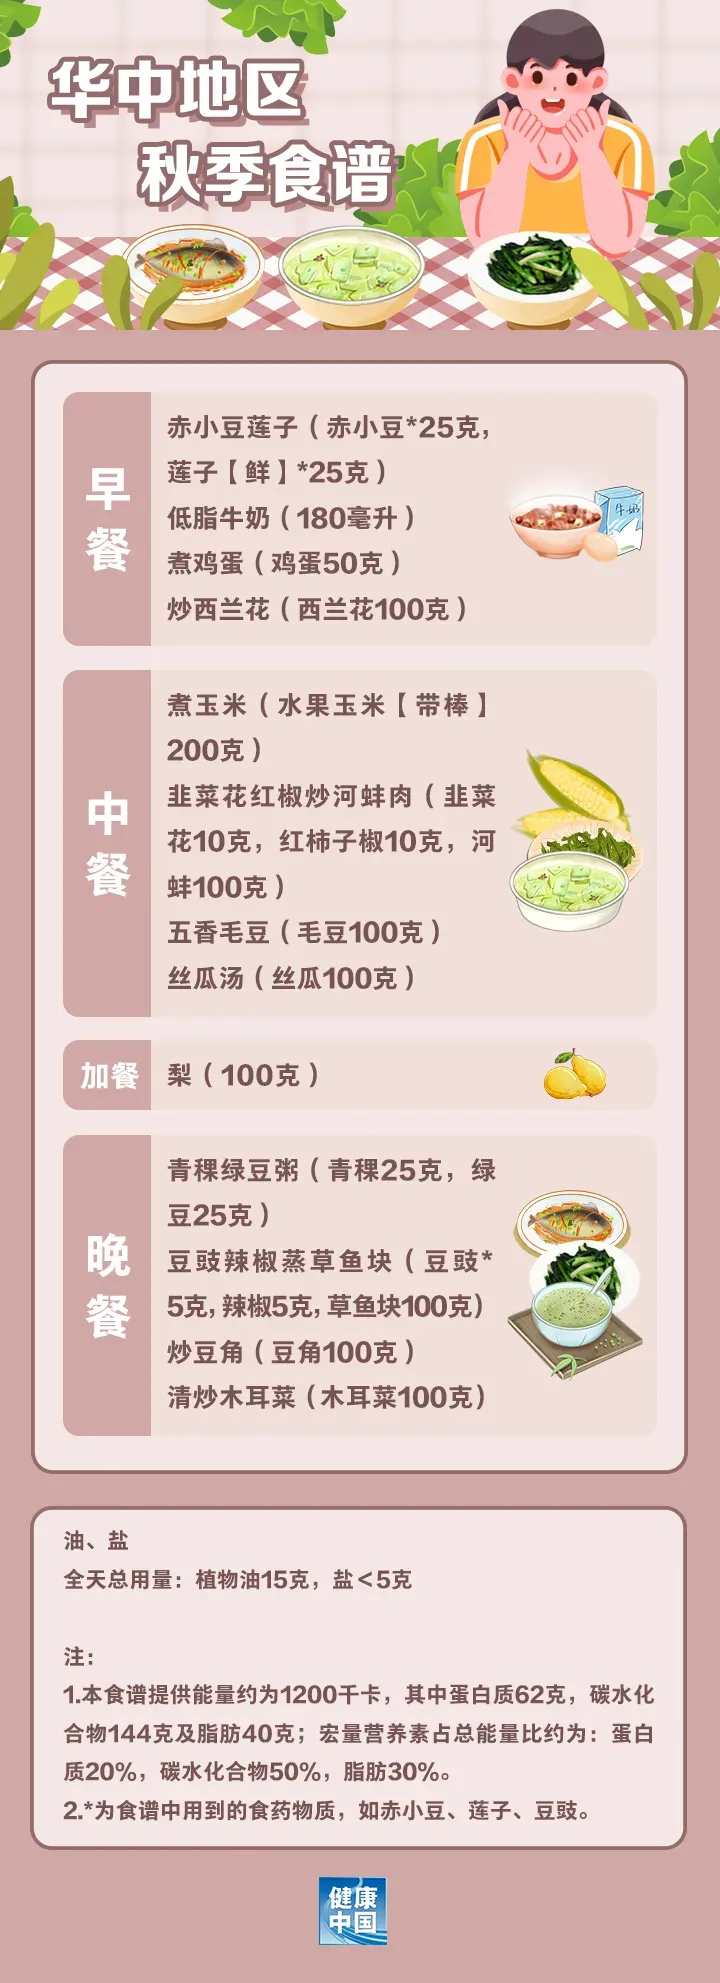 华中地区
秋季食谱
早餐
赤小豆莲子（赤小豆*25克，
莲子【鲜】*25克）
低脂牛奶（180毫升）
煮鸡蛋（鸡蛋50克）
炒西兰花（西兰花100克）
牛奶
中餐
煮玉米（水果玉米【带棒】
200克）
韭菜花红椒炒河蚌肉（韭菜
花10克，红柿子椒10克，河
蚌100克）
五香毛豆（毛豆100克）
丝瓜汤（丝瓜100克）
加餐
梨（100克）
晚餐
青稞绿豆粥（青稞25克，绿
豆25克）
豆豉辣椒蒸草鱼块（豆豉*
5克，辣椒5克，草鱼块100克）
炒豆角（豆角100克）
清炒木耳菜（木耳菜100克）
油、盐
全天总用量：植物油15克，盐＜5克
注：
1.本食谱提供能量约为1200千卡，其中蛋白质62克，碳水化
合物144克及脂肪40克；宏量营养素占总能量比约为：蛋白
质20%，碳水化合物50%，脂肪30%。
2.*为食谱中用到的食药物质，如赤小豆、莲子、豆豉。
健康
中国